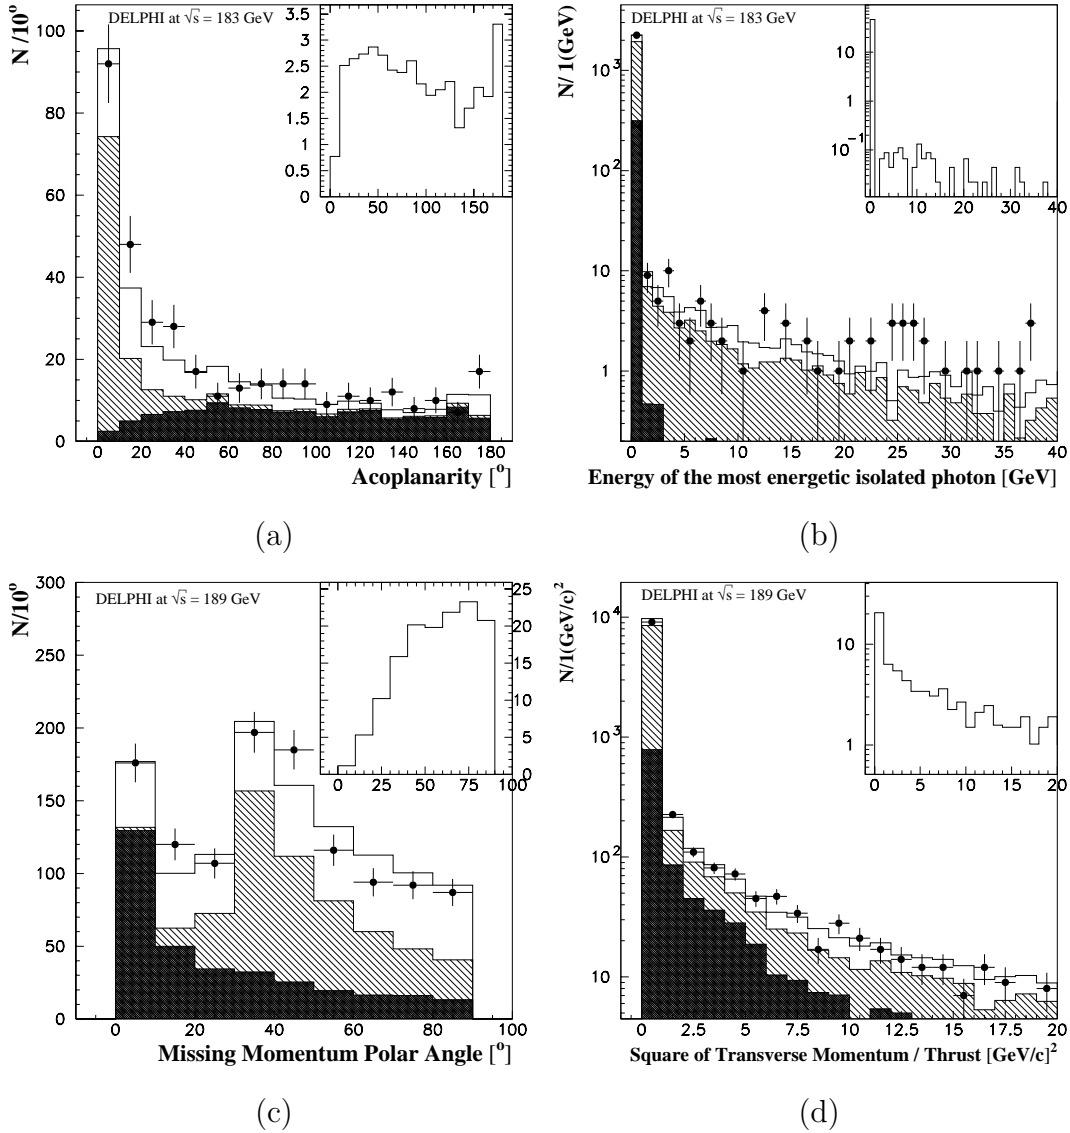 DELPHI at √s = 183 GeV
N /10°
100
80
60
40
20
0
3.5
3
2.5
2
1.5
1
0.5
0
0 50 100 150
0 20 40 60 80 100 120 140 160 180
Acoplanarity [°]
(a)
DELPHI at √s = 183 GeV
N/ 1(GeV)
10³
10²
10
1
10
1
10⁻¹
0 10 20 30 40
0 5 10 15 20 25 30 35 40
Energy of the most energetic isolated photon [GeV]
(b)
DELPHI at √s = 189 GeV
N/10°
300
250
200
150
100
50
0
25
22
20
17
15
12
10
7
5
2
0
0 25 50 75 100
0 20 40 60 80 100
Missing Momentum Polar Angle [°]
(c)
DELPHI at √s = 189 GeV
N/1(GeV/c)²
10⁴
10³
10²
10
10
1
0 5 10 15 20
0 2.5 5 7.5 10 12.5 15 17.5 20
Square of Transverse Momentum / Thrust [GeV/c]²
(d)